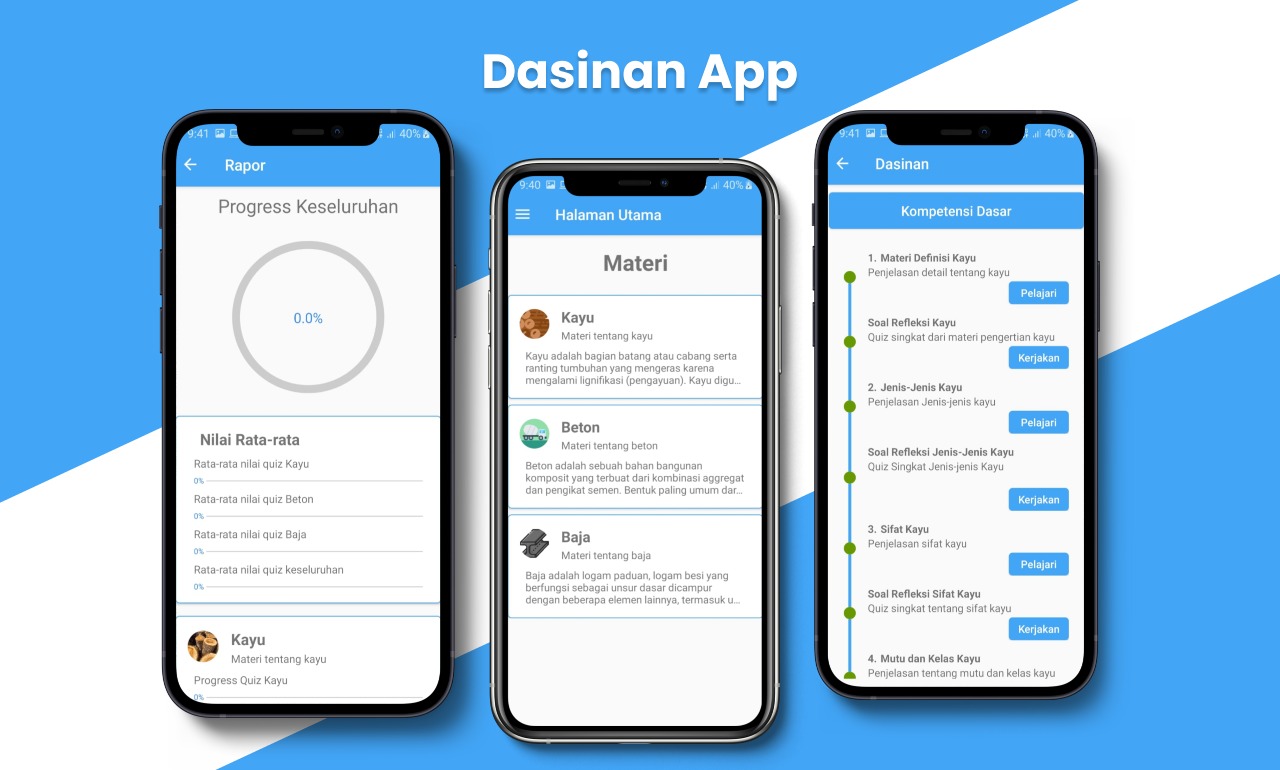 Dasinan App
9:41 40%
Rapor
Progress Keseluruhan
0.0%
Nilai Rata-rata
Rata-rata nilai quiz Kayu
0%
Rata-rata nilai quiz Beton
0%
Rata-rata nilai quiz Baja
0%
Rata-rata nilai quiz keseluruhan
0%
Kayu
Materi tentang kayu
Progress Quiz Kayu
0%
9:40 40%
Halaman Utama
Materi
Kayu
Materi tentang kayu
Kayu adalah bagian batang atau cabang serta
ranting tumbuhan yang mengeras karena
mengalami lignifikasi (pengayuan). Kayu digu...
Beton
Materi tentang beton
Beton adalah sebuah bahan bangunan
komposit yang terbuat dari kombinasi aggregat
dan pengikat semen. Bentuk paling umum dar...
Baja
Materi tentang baja
Baja adalah logam paduan, logam besi yang
berfungsi sebagai unsur dasar dicampur
dengan beberapa elemen lainnya, termasuk u...
9:41 40%
Dasinan
Kompetensi Dasar
1. Materi Definisi Kayu
Penjelasan detail tentang kayu
Pelajari
Soal Refleksi Kayu
Quiz singkat dari materi pengertian kayu
Kerjakan
2. Jenis-Jenis Kayu
Penjelasan Jenis-jenis kayu
Pelajari
Soal Refleksi Jenis-Jenis Kayu
Quiz Singkat Jenis-jenis Kayu
Kerjakan
3. Sifat Kayu
Penjelasan sifat kayu
Pelajari
Soal Refleksi Sifat Kayu
Quiz singkat tentang sifat kayu
Kerjakan
4. Mutu dan Kelas Kayu
Penjelasan tentang mutu dan kelas kayu